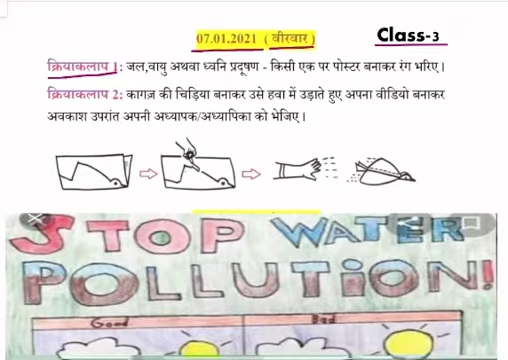 07.01.2021 ( वीरवार )
Class-3
क्रियाकलाप 1: जल,वायु अथवा ध्वनि प्रदूषण - किसी एक पर पोस्टर बनाकर रंग भरिए।
क्रियाकलाप 2: कागज़ की चिड़िया बनाकर उसे हवा में उड़ाते हुए अपना वीडियो बनाकर
अवकाश उपरांत अपनी अध्यापक/अध्यापिका को भेजिए।
STOP WATER
POLLUTION!
Good Bad